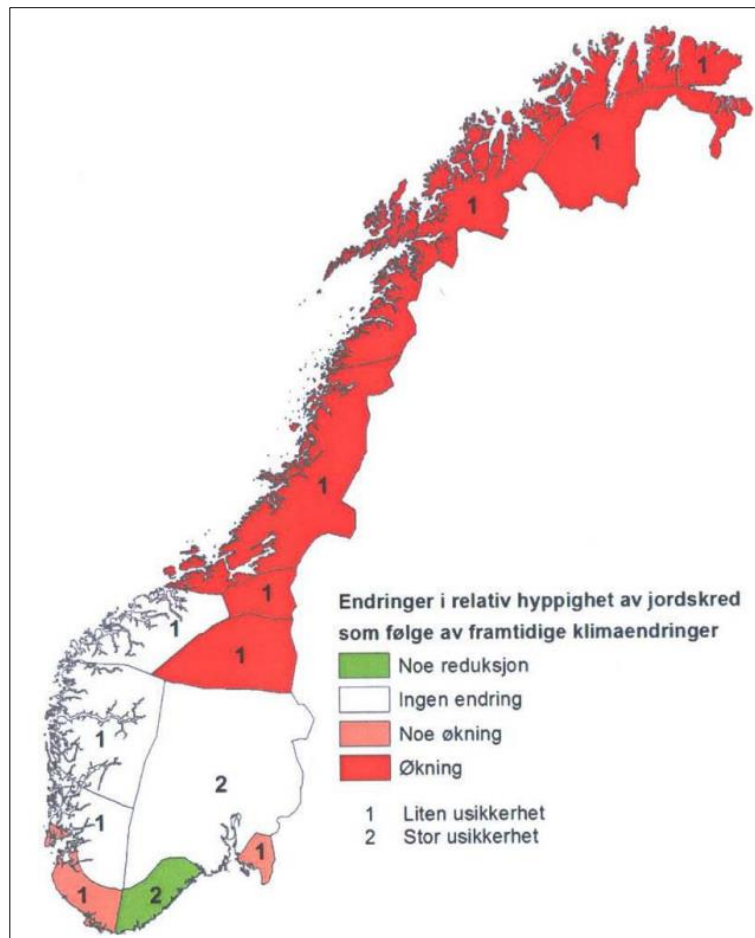 1
1
1
1
1
1
1
1
2
1
1
1
2
Endringer i relativ hyppighet av jordskred
som følge av framtidige klimaendringer
Noe reduksjon
Ingen endring
Noe økning
Økning
1 Liten usikkerhet
2 Stor usikkerhet